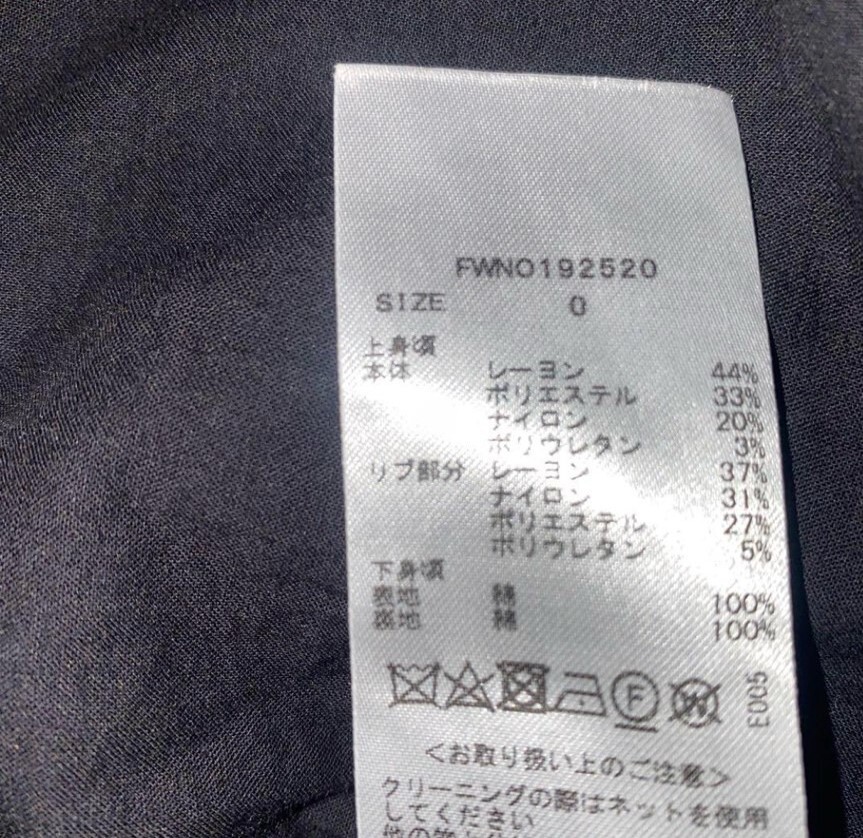 FWNO192520
SIZE 0
上身頃
本体 レーヨン 44%
ポリエステル 33%
ナイロン 20%
ポリウレタン 3%
リブ部分 レーヨン 37%
ナイロン 31%
ポリエステル 27%
ポリウレタン 5%
下身頃
表地 綿 100%
裏地 綿 100%
F W E005
<お取り扱い上のご注意>
クリーニングの際はネットを使用
してください